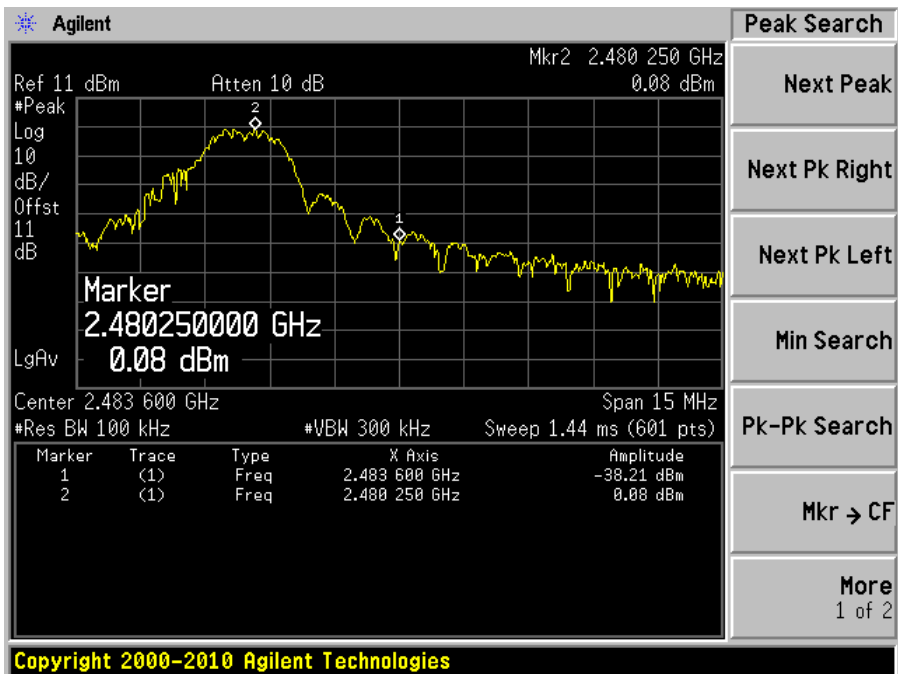 Agilent
Peak Search
Mkr2 2.480 250 GHz
Ref 11 dBm Atten 10 dB 0.08 dBm
#Peak
Log
10
dB/
Offst
11
dB
LgAv
2
1
Marker
2.480250000 GHz
0.08 dBm
Center 2.483 600 GHz Span 15 MHz
#Res BW 100 kHz #VBW 300 kHz Sweep 1.44 ms (601 pts)
Marker Trace Type X Axis Amplitude
1 (1) Freq 2.483 600 GHz -38.21 dBm
2 (1) Freq 2.480 250 GHz 0.08 dBm
Next Peak
Next Pk Right
Next Pk Left
Min Search
Pk-Pk Search
Mkr → CF
More
1 of 2
Copyright 2000-2010 Agilent Technologies